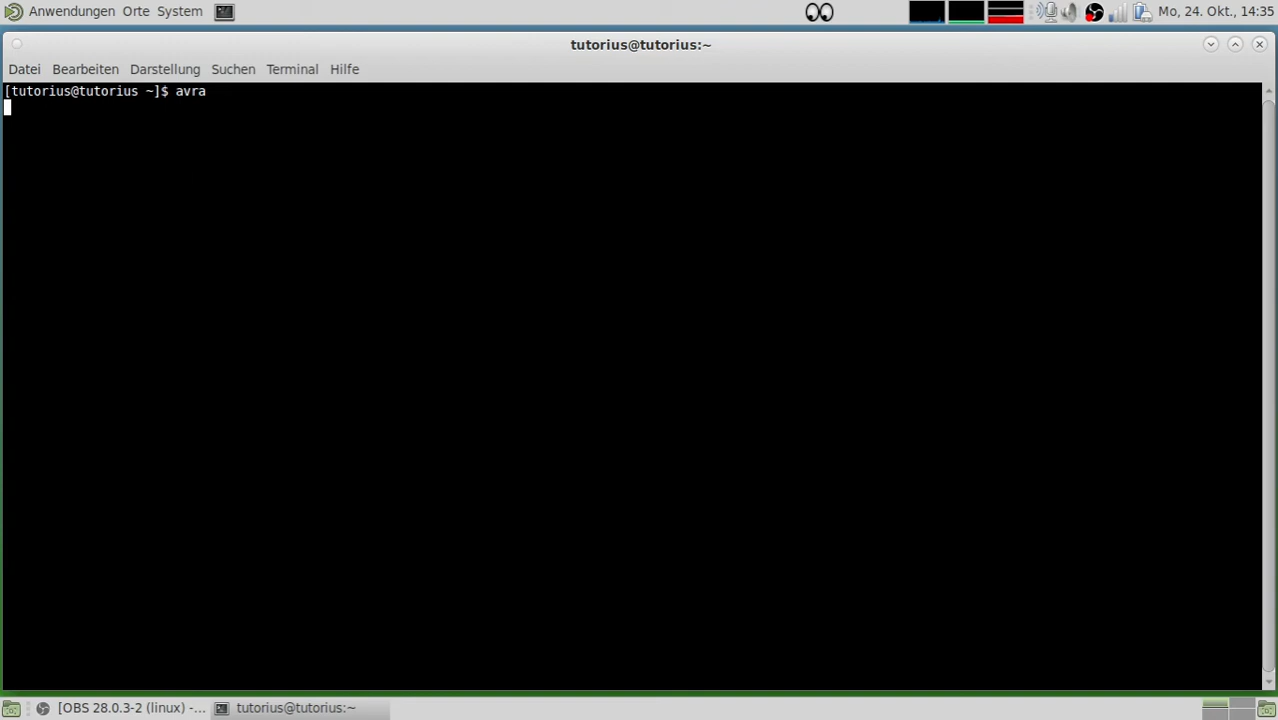 Anwendungen Orte System
Mo, 24. Okt., 14:35
tutorius@tutorius:~
Datei Bearbeiten Darstellung Suchen Terminal Hilfe
[tutorius@tutorius ~]$ avra
[OBS 28.0.3-2 (linux) -... tutorius@tutorius:~